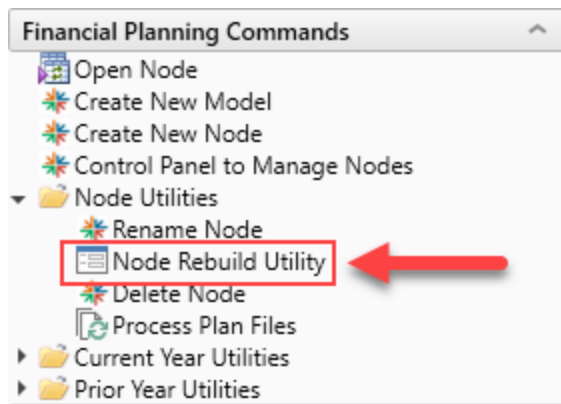 Financial Planning Commands
Open Node
Create New Model
Create New Node
Control Panel to Manage Nodes
Node Utilities
Rename Node
Node Rebuild Utility
Delete Node
Process Plan Files
Current Year Utilities
Prior Year Utilities